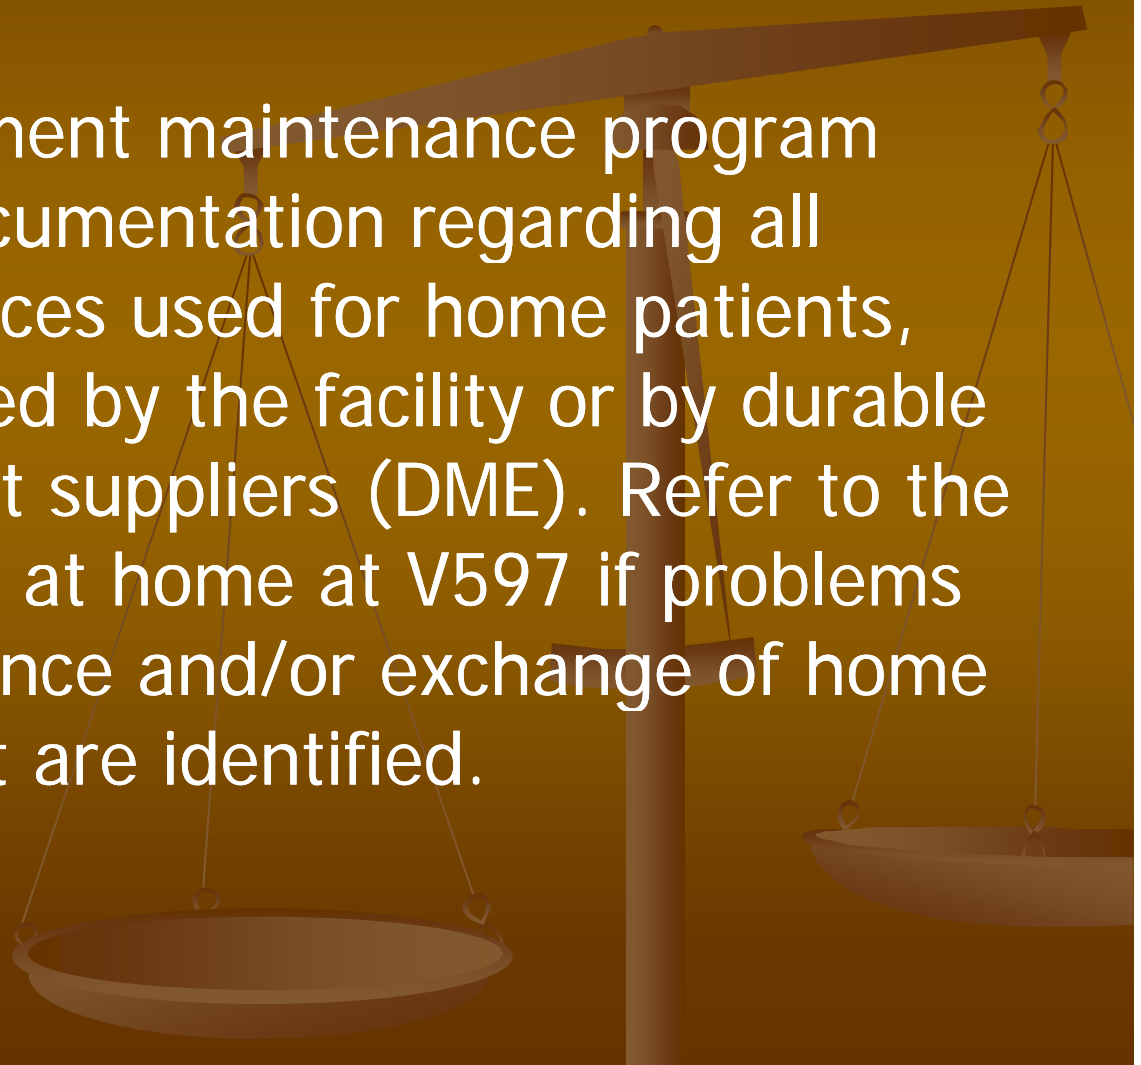 ment maintenance program
cumentation regarding all
ces used for home patients,
ed by the facility or by durable
t suppliers (DME). Refer to the
at home at V597 if problems
nce and/or exchange of home
t are identified.